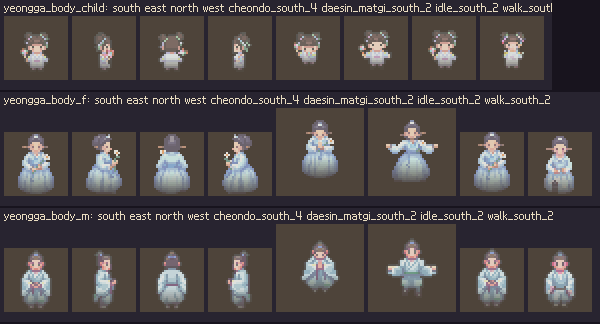 yeongga_body_child: south east north west cheondo_south_4 daesin_matgi_south_2 idle_south_2 walk_south
yeongga_body_f: south east north west cheondo_south_4 daesin_matgi_south_2 idle_south_2 walk_south_2
yeongga_body_m: south east north west cheondo_south_4 daesin_matgi_south_2 idle_south_2 walk_south_2